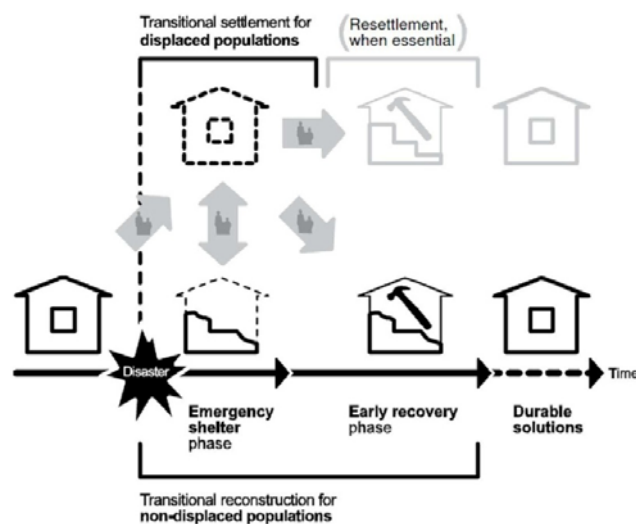 Transitional settlement for
displaced populations
(Resettlement,
when essential)
Disaster
Time
Emergency
shelter
phase
Early recovery
phase
Durable
solutions
Transitional reconstruction for
non-displaced populations